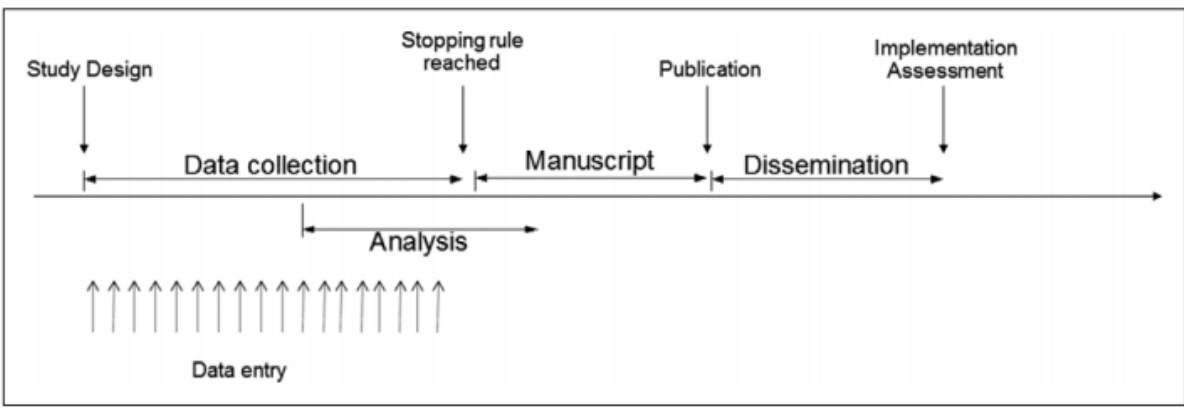 Study Design
Stopping rule
reached
Publication
Implementation
Assessment
Data collection
Manuscript
Dissemination
Analysis
Data entry